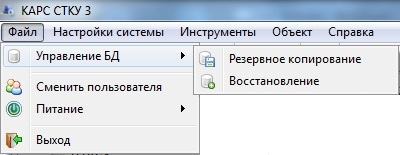 КАРС СТКУ 3
Файл Настройки системы Инструменты Объект Справка
Управление БД
Резервное копирование
Восстановление
Сменить пользователя
Питание
Выход